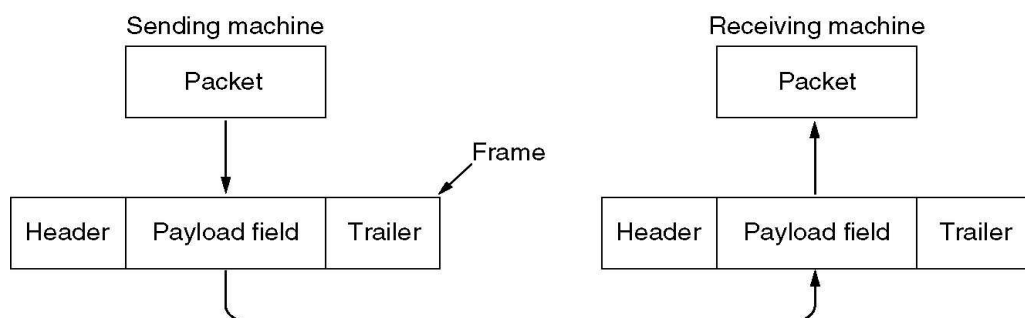 Sending machine
Receiving machine
Packet
Packet
Frame
Header
Payload field
Trailer
Header
Payload field
Trailer